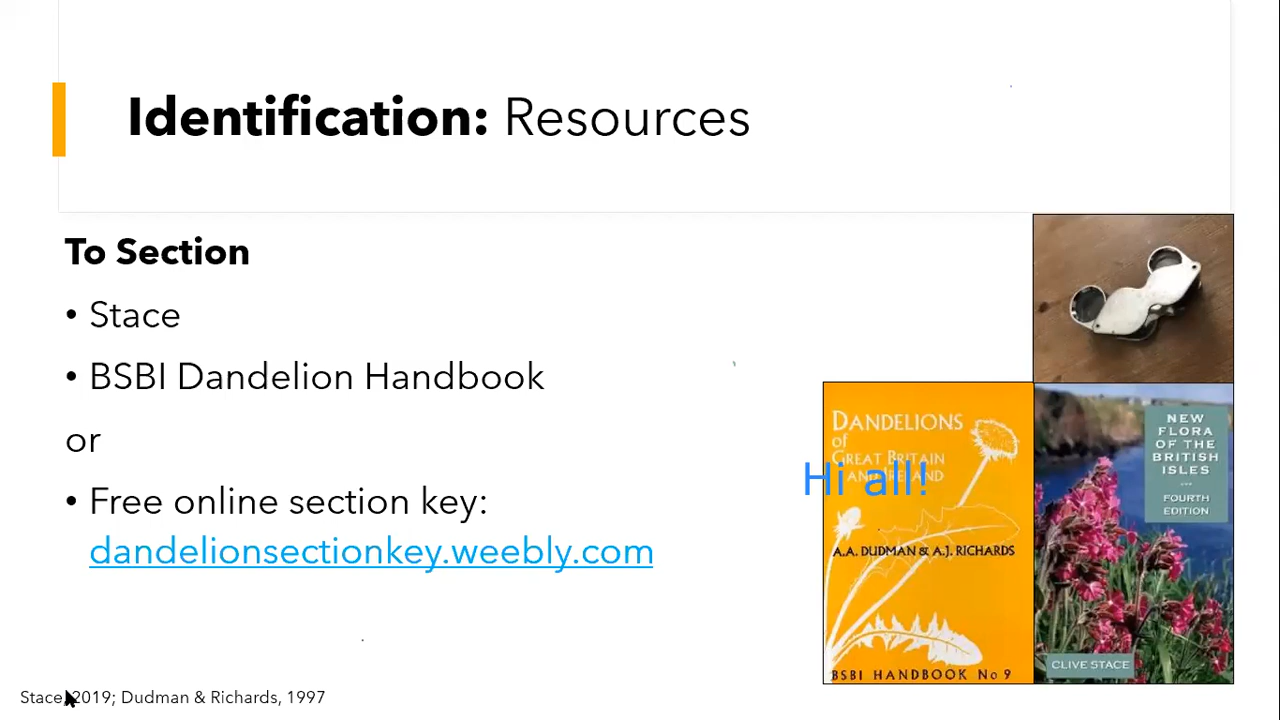 Identification: Resources
To Section
• Stace
• BSBI Dandelion Handbook
or
• Free online section key:
dandelionsectionkey.weebly.com
DANDELIONS
of
GREAT BRITAIN
AND IRELAND
Hi all!
A.A. DUDMAN & A.J. RICHARDS
BSBI HANDBOOK No 9
NEW
FLORA
OF THE
BRITISH
ISLES
FOURTH
EDITION
CLIVE STACE
Stace, 2019; Dudman & Richards, 1997